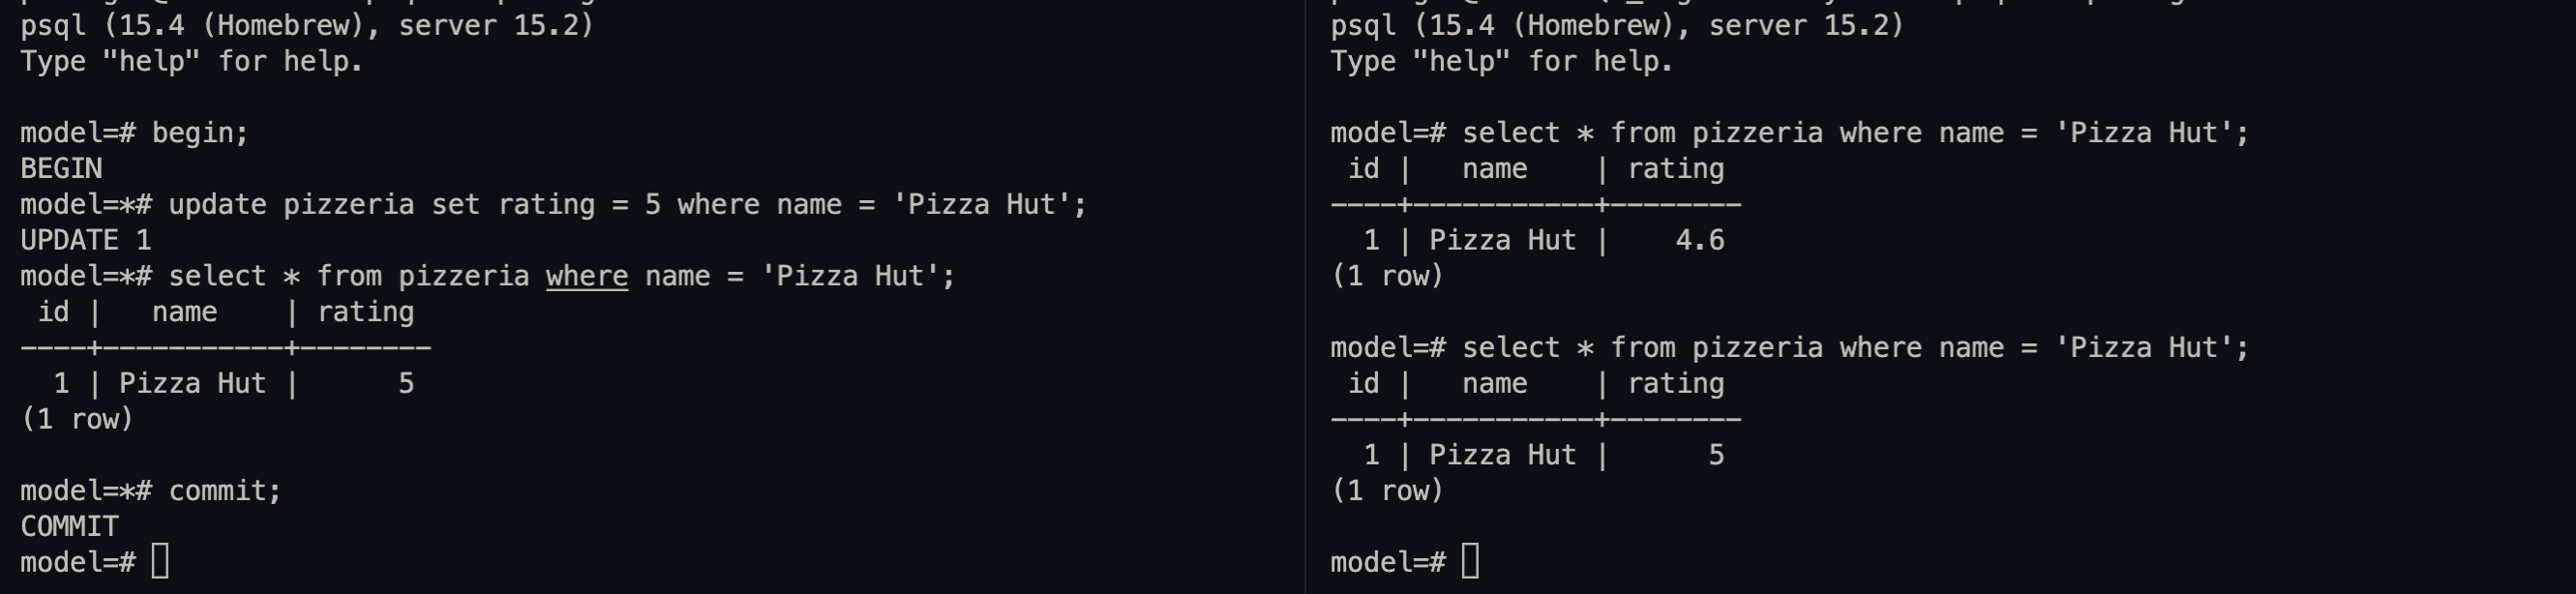 psql (15.4 (Homebrew), server 15.2)
Type "help" for help.

model=# begin;
BEGIN
model=*# update pizzeria set rating = 5 where name = 'Pizza Hut';
UPDATE 1
model=*# select * from pizzeria where name = 'Pizza Hut';
 id |   name    | rating
----+-----------+--------
  1 | Pizza Hut |      5
(1 row)

model=*# commit;
COMMIT
model=#
psql (15.4 (Homebrew), server 15.2)
Type "help" for help.

model=# select * from pizzeria where name = 'Pizza Hut';
 id |   name    | rating
----+-----------+--------
  1 | Pizza Hut |    4.6
(1 row)

model=# select * from pizzeria where name = 'Pizza Hut';
 id |   name    | rating
----+-----------+--------
  1 | Pizza Hut |      5
(1 row)

model=#